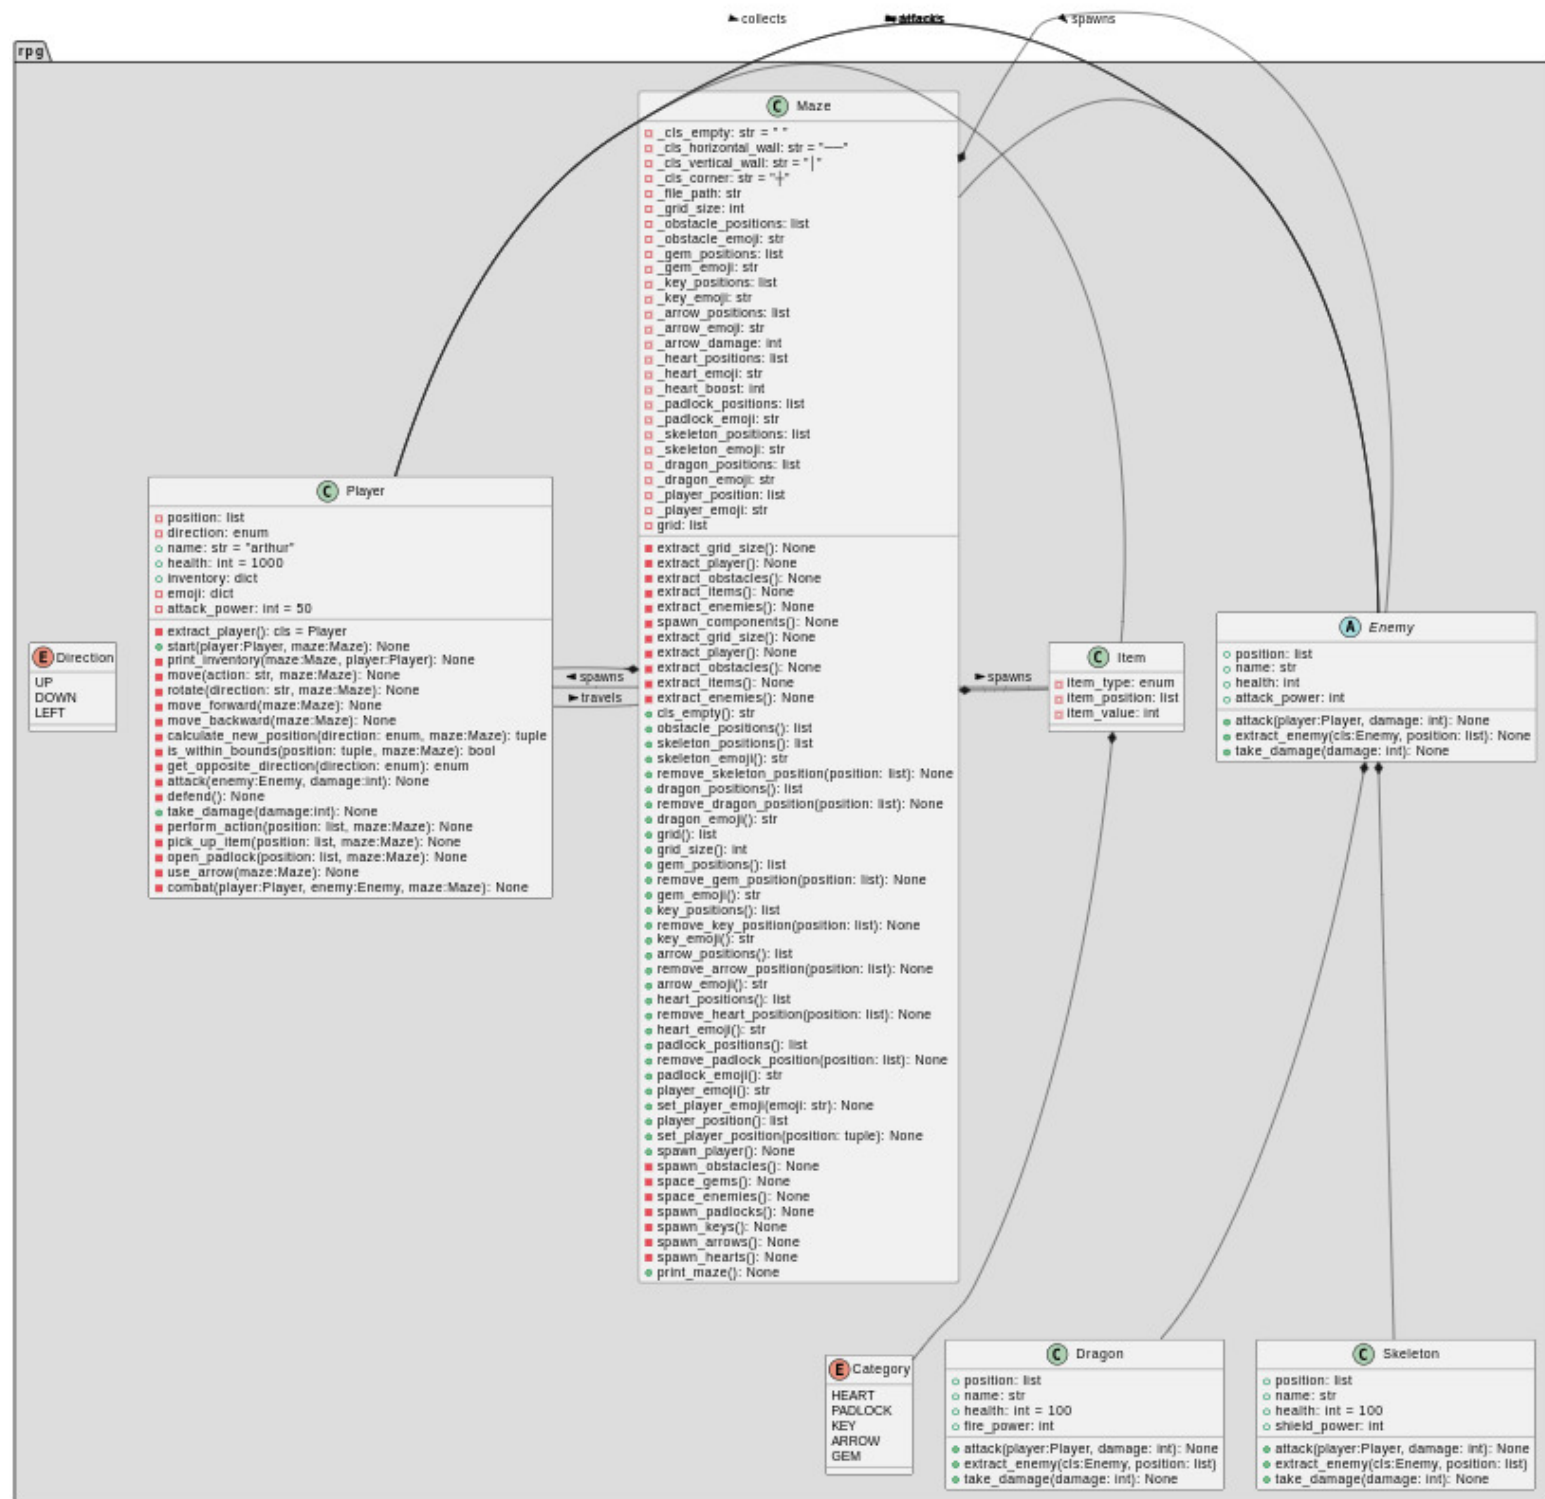 collects
attacks
spawns
rpg
C Maze
_cls_empty: str = " "
_cls_horizontal_wall: str = "──"
_cls_vertical_wall: str = "│"
_cls_corner: str = "┼"
_file_path: str
_grid_size: int
_obstacle_positions: list
_obstacle_emoji: str
_gem_positions: list
_gem_emoji: str
_key_positions: list
_key_emoji: str
_arrow_positions: list
_arrow_emoji: str
_arrow_damage: int
_heart_positions: list
_heart_emoji: str
_heart_boost: int
_padlock_positions: list
_padlock_emoji: str
_skeleton_positions: list
_skeleton_emoji: str
_dragon_positions: list
_dragon_emoji: str
_player_position: list
_player_emoji: str
grid: list
extract_grid_size(): None
extract_player(): None
extract_obstacles(): None
extract_items(): None
extract_enemies(): None
spawn_components(): None
extract_grid_size(): None
extract_player(): None
extract_obstacles(): None
extract_items(): None
extract_enemies(): None
cls_empty(): str
obstacle_positions(): list
skeleton_positions(): list
skeleton_emoji(): str
remove_skeleton_position(position: list): None
dragon_positions(): list
remove_dragon_position(position: list): None
dragon_emoji(): str
grid(): list
grid_size(): int
gem_positions(): list
remove_gem_position(position: list): None
gem_emoji(): str
key_positions(): list
remove_key_position(position: list): None
key_emoji(): str
arrow_positions(): list
remove_arrow_position(position: list): None
arrow_emoji(): str
heart_positions(): list
remove_heart_position(position: list): None
heart_emoji(): str
padlock_positions(): list
remove_padlock_position(position: list): None
padlock_emoji(): str
player_emoji(): str
set_player_emoji(emoji: str): None
player_position(): list
set_player_position(position: tuple): None
spawn_player(): None
spawn_obstacles(): None
space_gems(): None
space_enemies(): None
spawn_padlocks(): None
spawn_keys(): None
spawn_arrows(): None
spawn_hearts(): None
print_maze(): None
C Player
position: list
direction: enum
name: str = "arthur"
health: int = 1000
inventory: dict
emoji: dict
attack_power: int = 50
extract_player(): cls = Player
start(player:Player, maze:Maze): None
print_inventory(maze:Maze, player:Player): None
move(action: str, maze:Maze): None
rotate(direction: str, maze:Maze): None
move_forward(maze:Maze): None
move_backward(maze:Maze): None
calculate_new_position(direction: enum, maze:Maze): tuple
is_within_bounds(position: tuple, maze:Maze): bool
get_opposite_direction(direction: enum): enum
attack(enemy:Enemy, damage:int): None
defend(): None
take_damage(damage:int): None
perform_action(position: list, maze:Maze): None
pick_up_item(position: list, maze:Maze): None
open_padlock(position: list, maze:Maze): None
use_arrow(maze:Maze): None
combat(player:Player, enemy:Enemy, maze:Maze): None
E Direction
UP
DOWN
LEFT
spawns
travels
spawns
C Item
item_type: enum
item_position: list
item_value: int
A Enemy
position: list
name: str
health: int
attack_power: int
attack(player:Player, damage: int): None
extract_enemy(cls:Enemy, position: list): None
take_damage(damage: int): None
E Category
HEART
PADLOCK
KEY
ARROW
GEM
C Dragon
position: list
name: str
health: int = 100
fire_power: int
attack(player:Player, damage: int): None
extract_enemy(cls:Enemy, position: list)
take_damage(damage: int): None
C Skeleton
position: list
name: str
health: int = 100
shield_power: int
attack(player:Player, damage: int): None
extract_enemy(cls:Enemy, position: list)
take_damage(damage: int): None